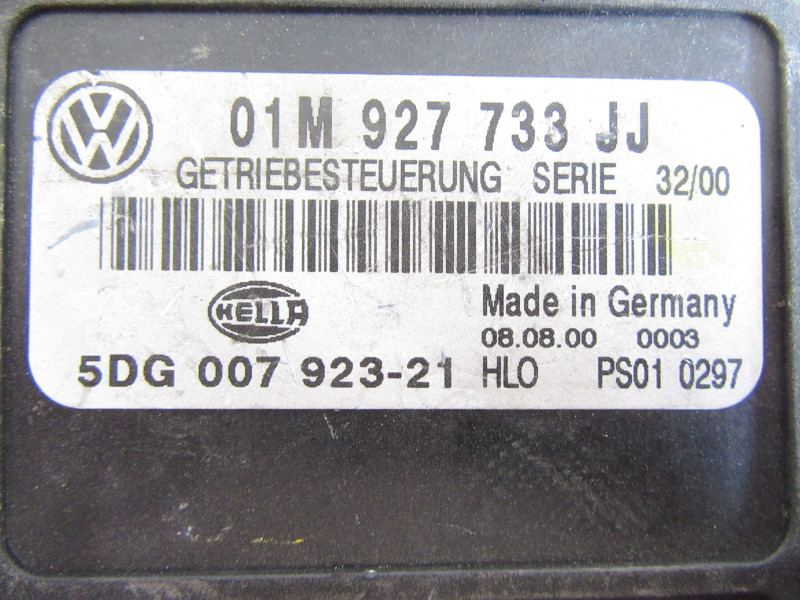 01M 927 733 JJ
GETRIEBESTEUERUNG SERIE 32/00
HELLA
Made in Germany
08.08.00 0003
5DG 007 923-21 HLO PS01 0297